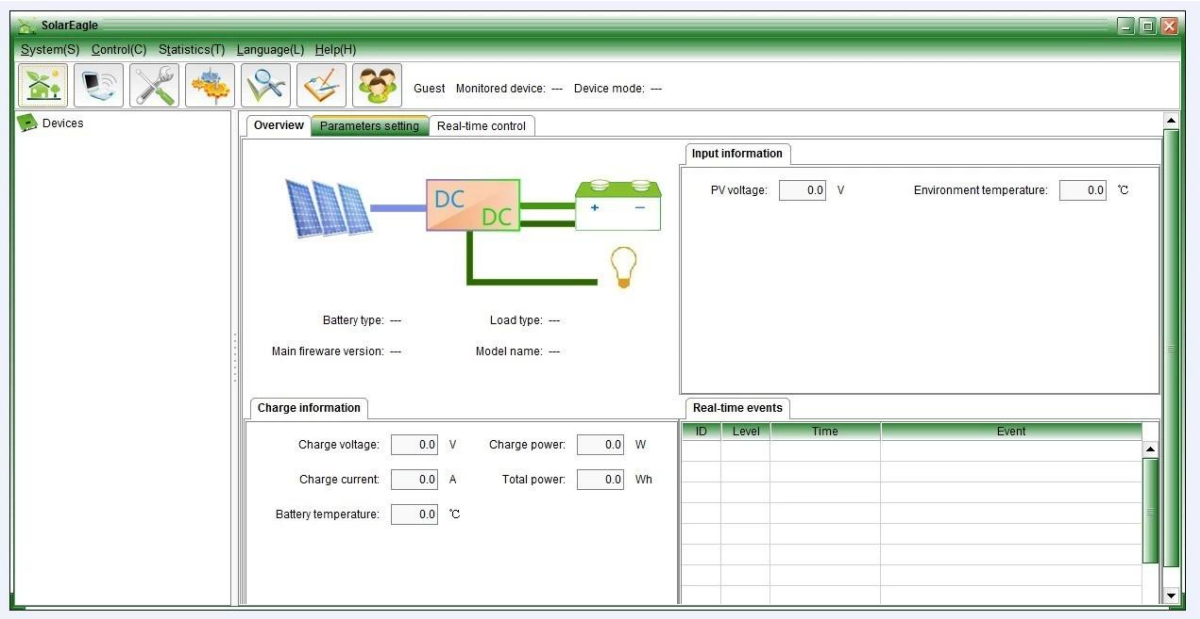 SolarEagle
System(S) Control(C) Statistics(T) Language(L) Help(H)
Guest Monitored device: --- Device mode: ---
Devices
Overview Parameters setting Real-time control
DC
DC
+ −
Battery type: --- Load type: ---
Main fireware version: --- Model name: ---
Input information
PV voltage: 0.0 V Environment temperature: 0.0 ℃
Charge information
Charge voltage: 0.0 V Charge power: 0.0 W
Charge current: 0.0 A Total power: 0.0 Wh
Battery temperature: 0.0 ℃
Real-time events
ID Level Time Event